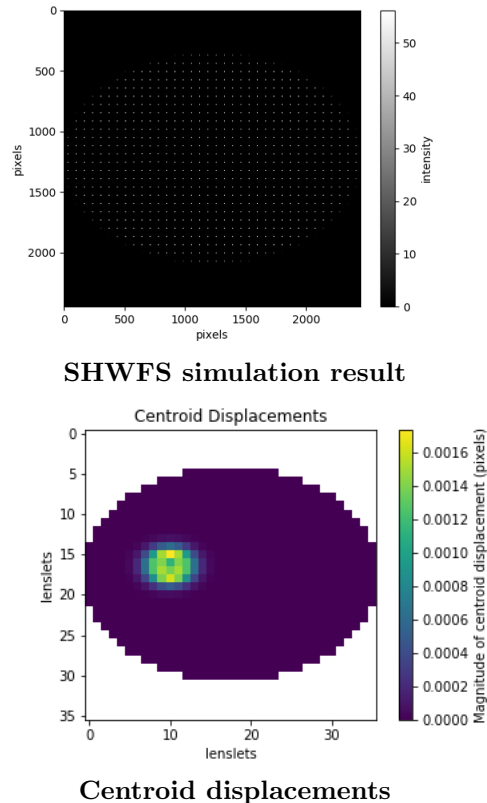 0
500
1000
1500
2000
pixels
0 500 1000 1500 2000
pixels
50
40
30
20
10
0
intensity
SHWFS simulation result
Centroid Displacements
0
5
10
15
20
25
30
35
lenslets
0 10 20 30
lenslets
0.0016
0.0014
0.0012
0.0010
0.0008
0.0006
0.0004
0.0002
0.0000
Magnitude of centroid displacement (pixels)
Centroid displacements